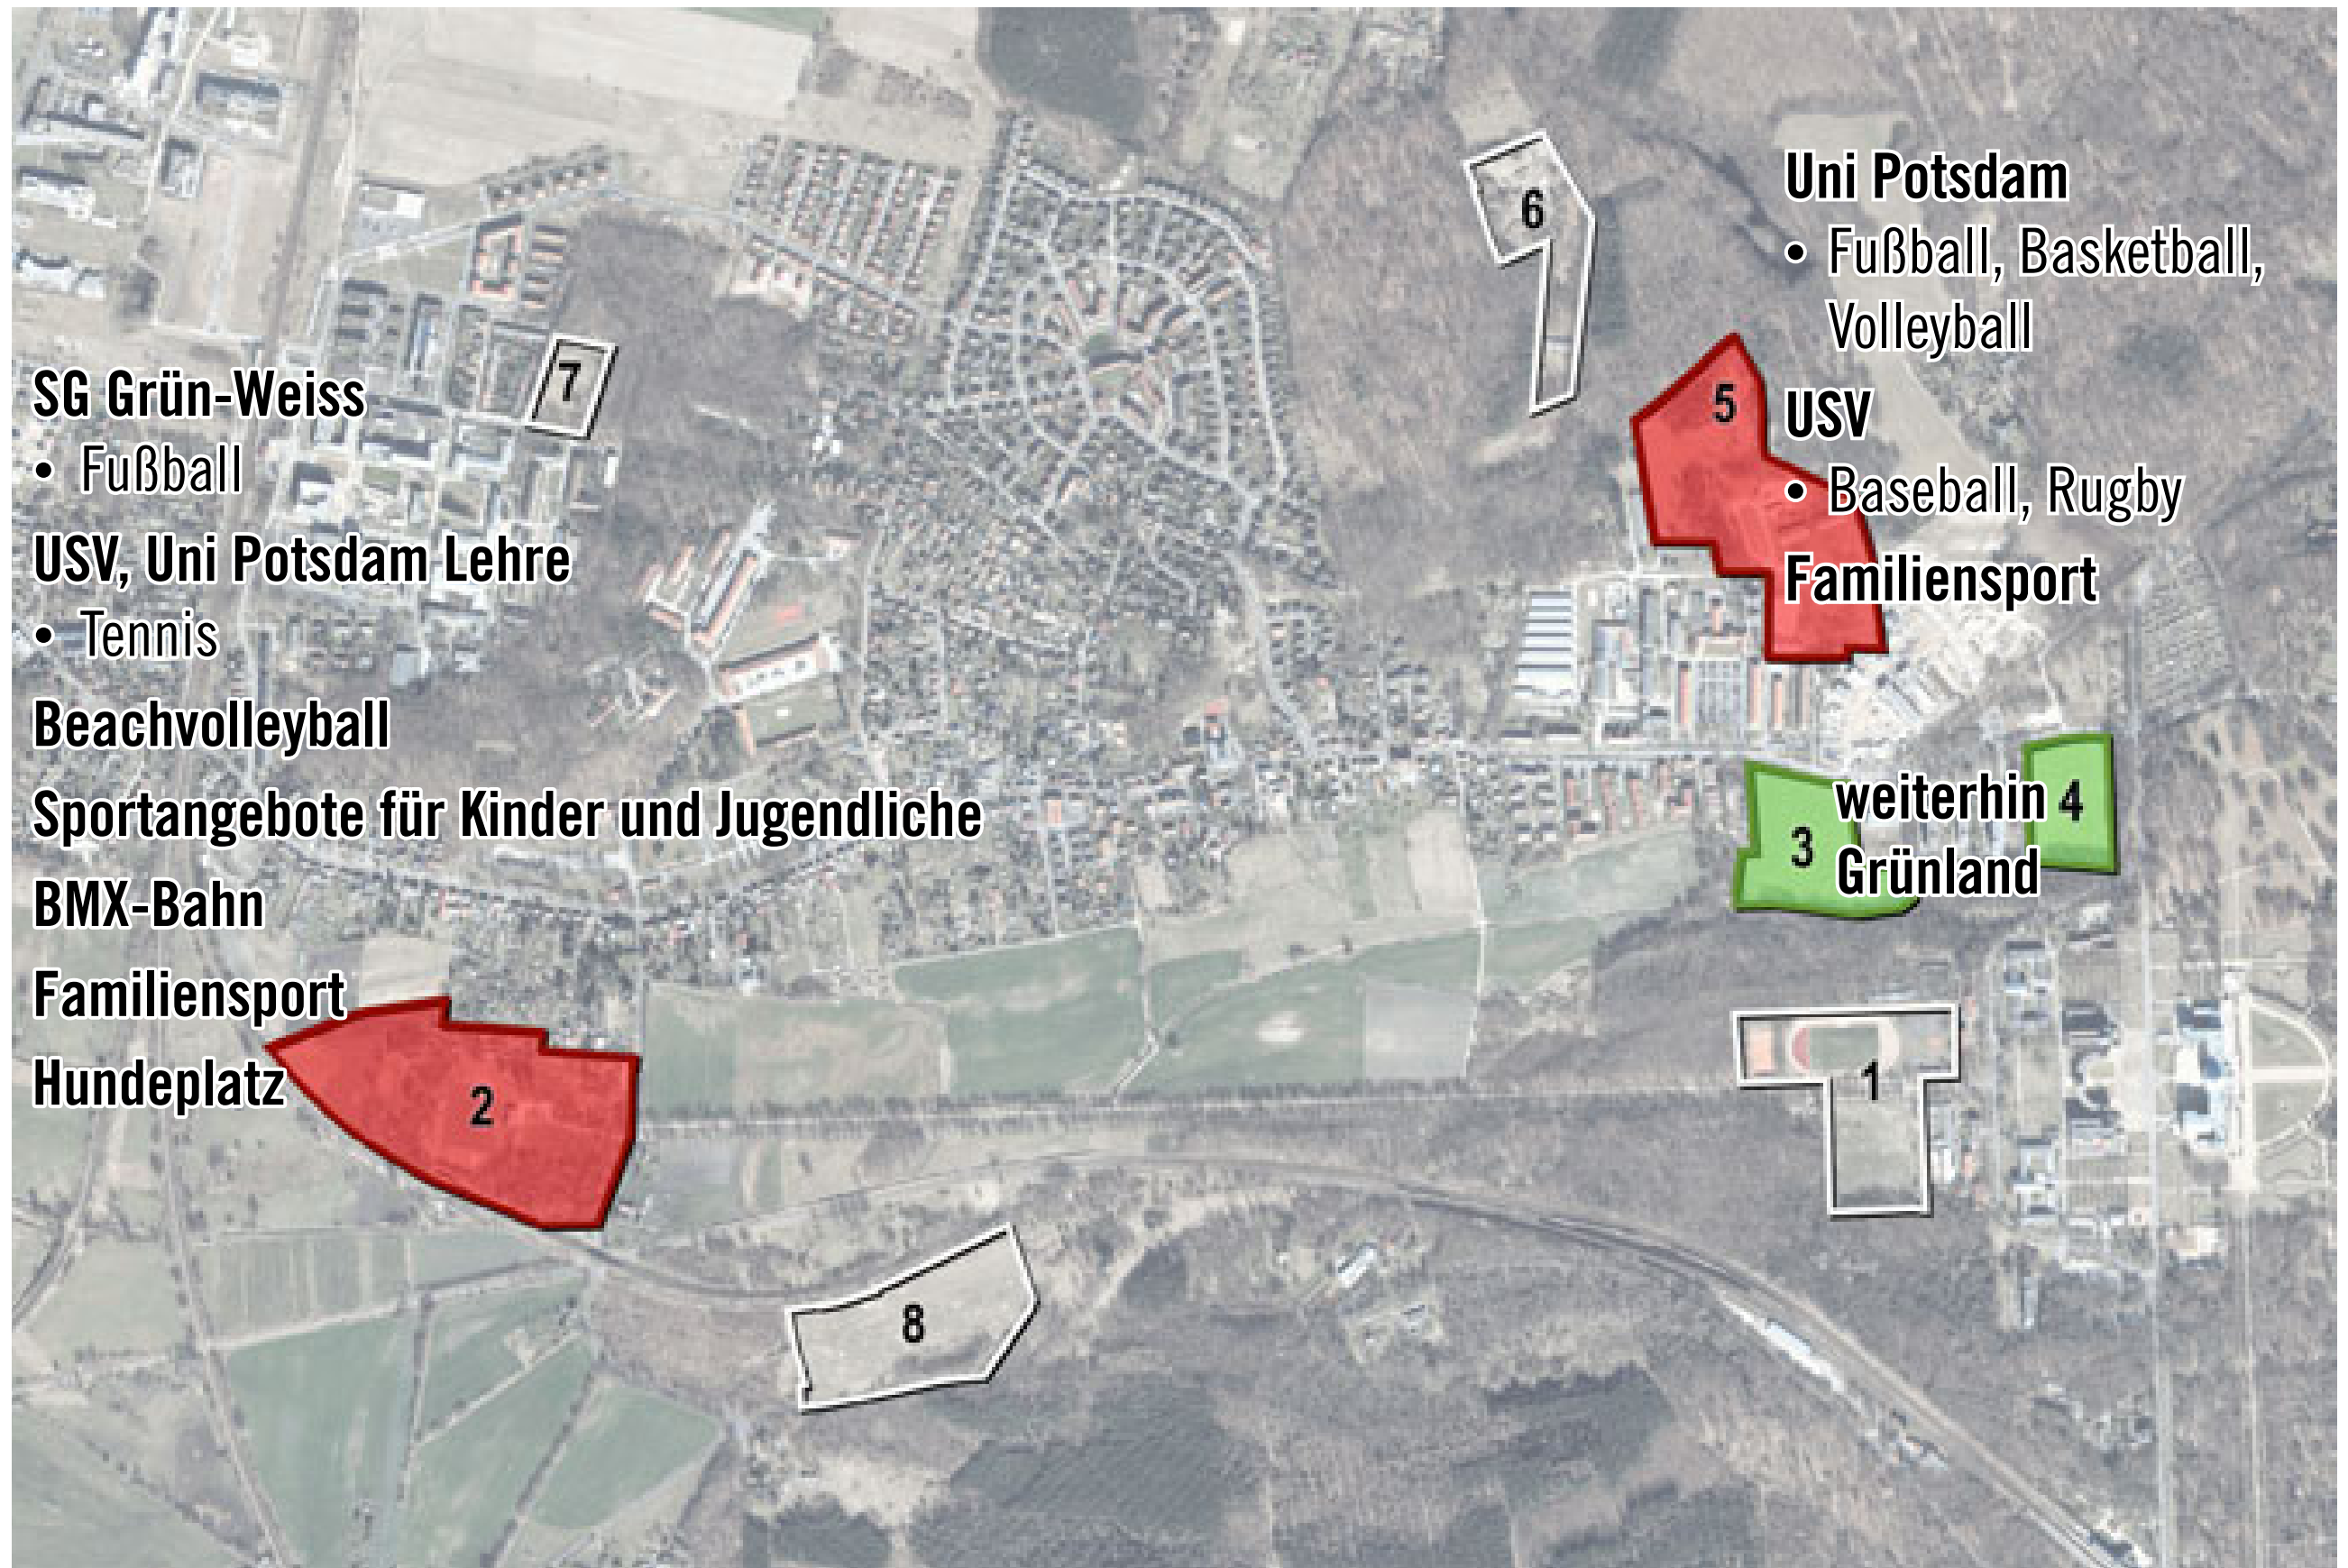 SG Grün-Weiss
• Fußball
USV, Uni Potsdam Lehre
• Tennis
Beachvolleyball
Sportangebote für Kinder und Jugendliche
BMX-Bahn
Familiensport
Hundeplatz
Uni Potsdam
• Fußball, Basketball,
Volleyball
USV
• Baseball, Rugby
Familiensport
weiterhin
Grünland
6
7
5
4
3
1
2
8